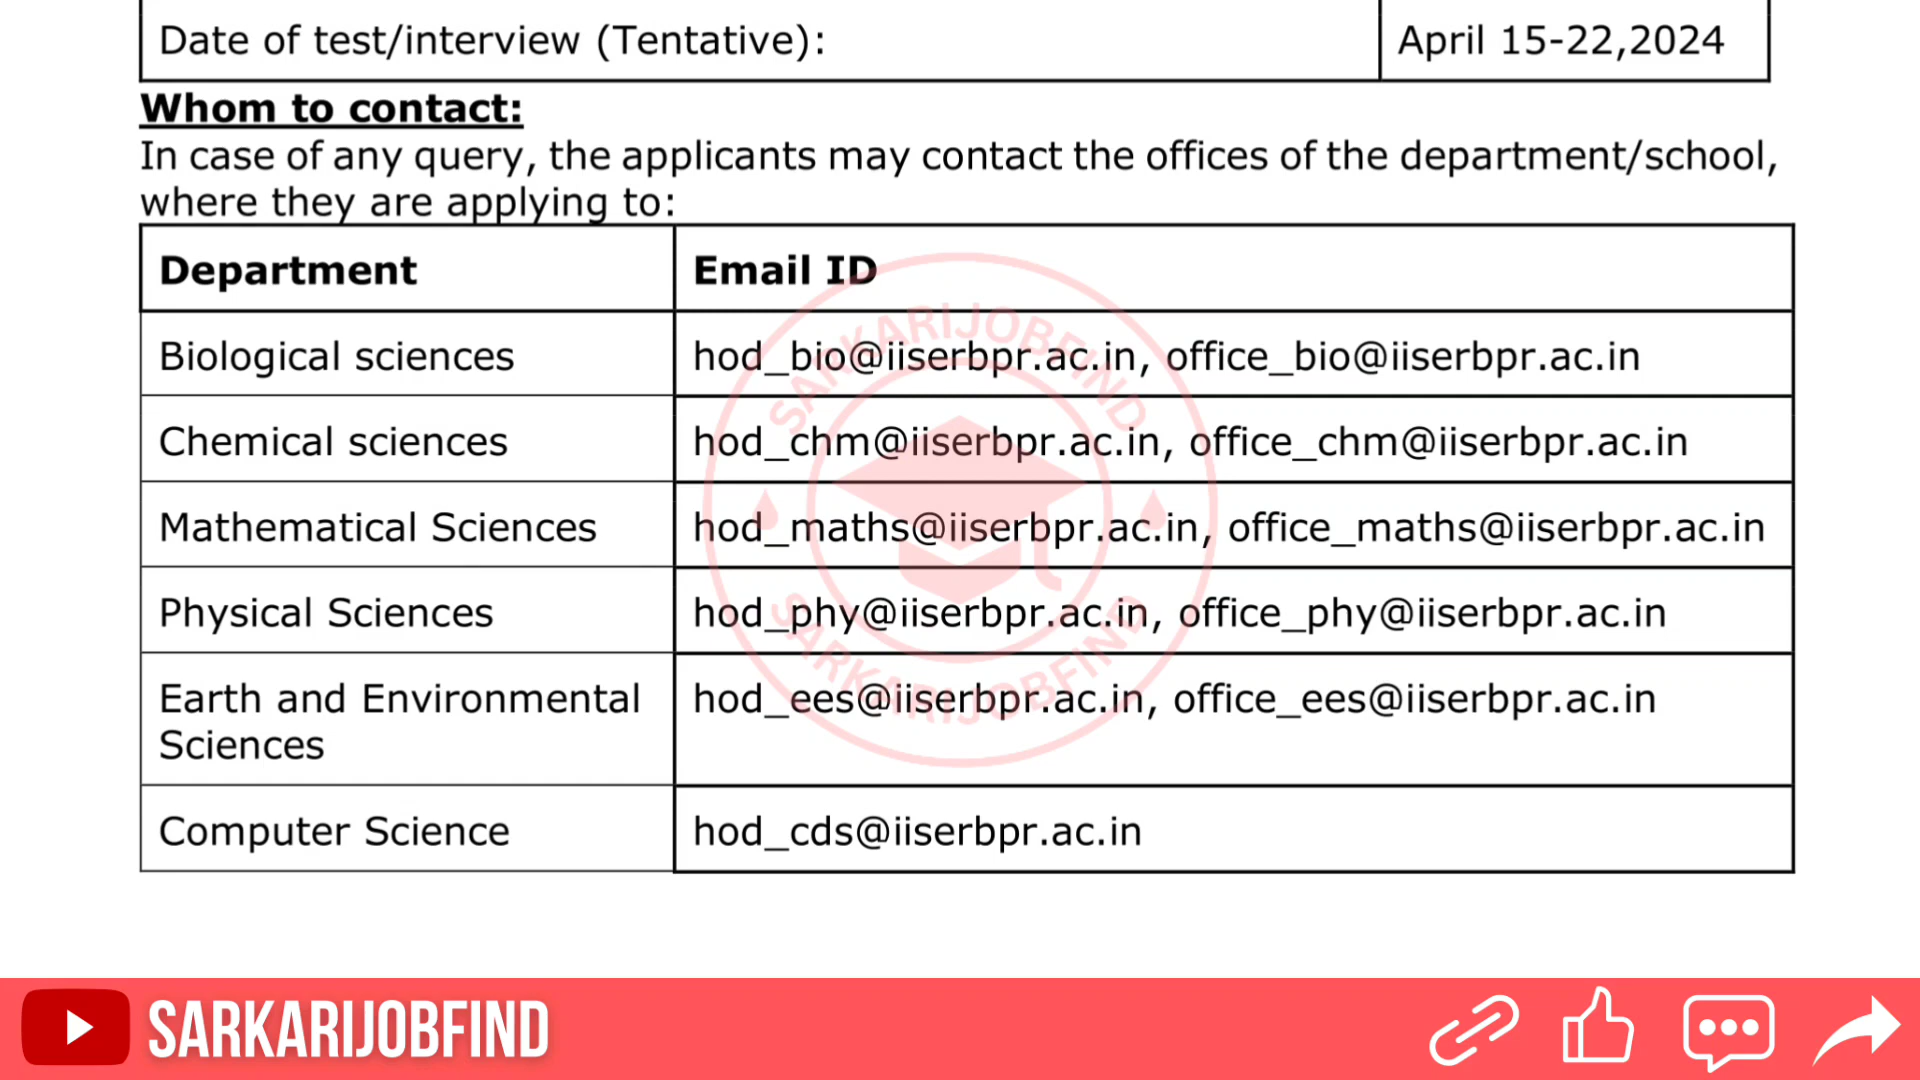 Date of test/interview (Tentative): April 15-22,2024
Whom to contact:
In case of any query, the applicants may contact the offices of the department/school,
where they are applying to:
Department Email ID
Biological sciences hod_bio@iiserbpr.ac.in, office_bio@iiserbpr.ac.in
Chemical sciences hod_chm@iiserbpr.ac.in, office_chm@iiserbpr.ac.in
Mathematical Sciences hod_maths@iiserbpr.ac.in, office_maths@iiserbpr.ac.in
Physical Sciences hod_phy@iiserbpr.ac.in, office_phy@iiserbpr.ac.in
Earth and Environmental hod_ees@iiserbpr.ac.in, office_ees@iiserbpr.ac.in
Sciences
Computer Science hod_cds@iiserbpr.ac.in
SARKARIJOBFIND
SARKARIJOBFIND
SARKARIJOBFIND